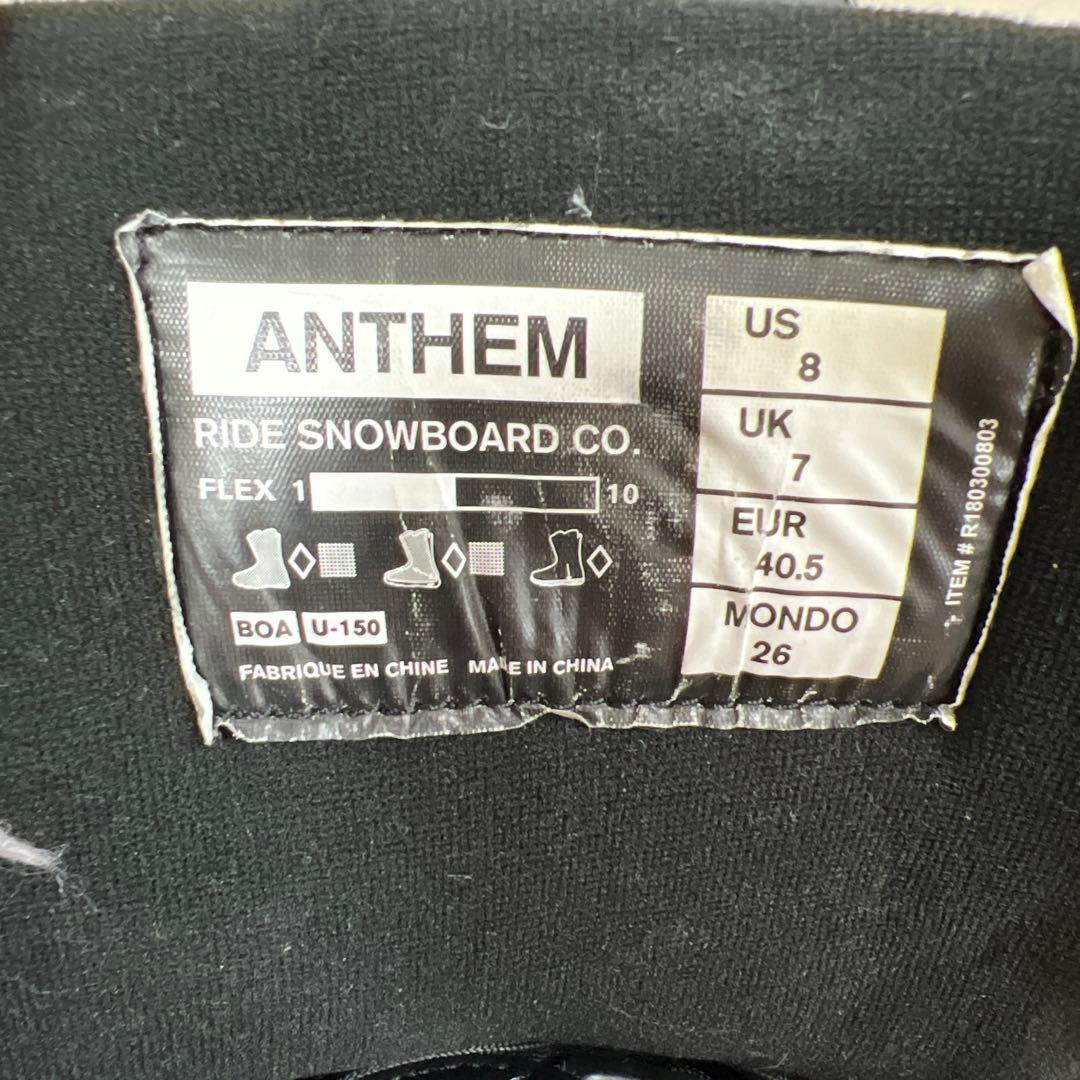 ANTHEM
RIDE SNOWBOARD CO.
FLEX 1 10
BOA U-150
FABRIQUE EN CHINE MADE IN CHINA
US
8
UK
7
EUR
40.5
MONDO
26
ITEM # R180300803